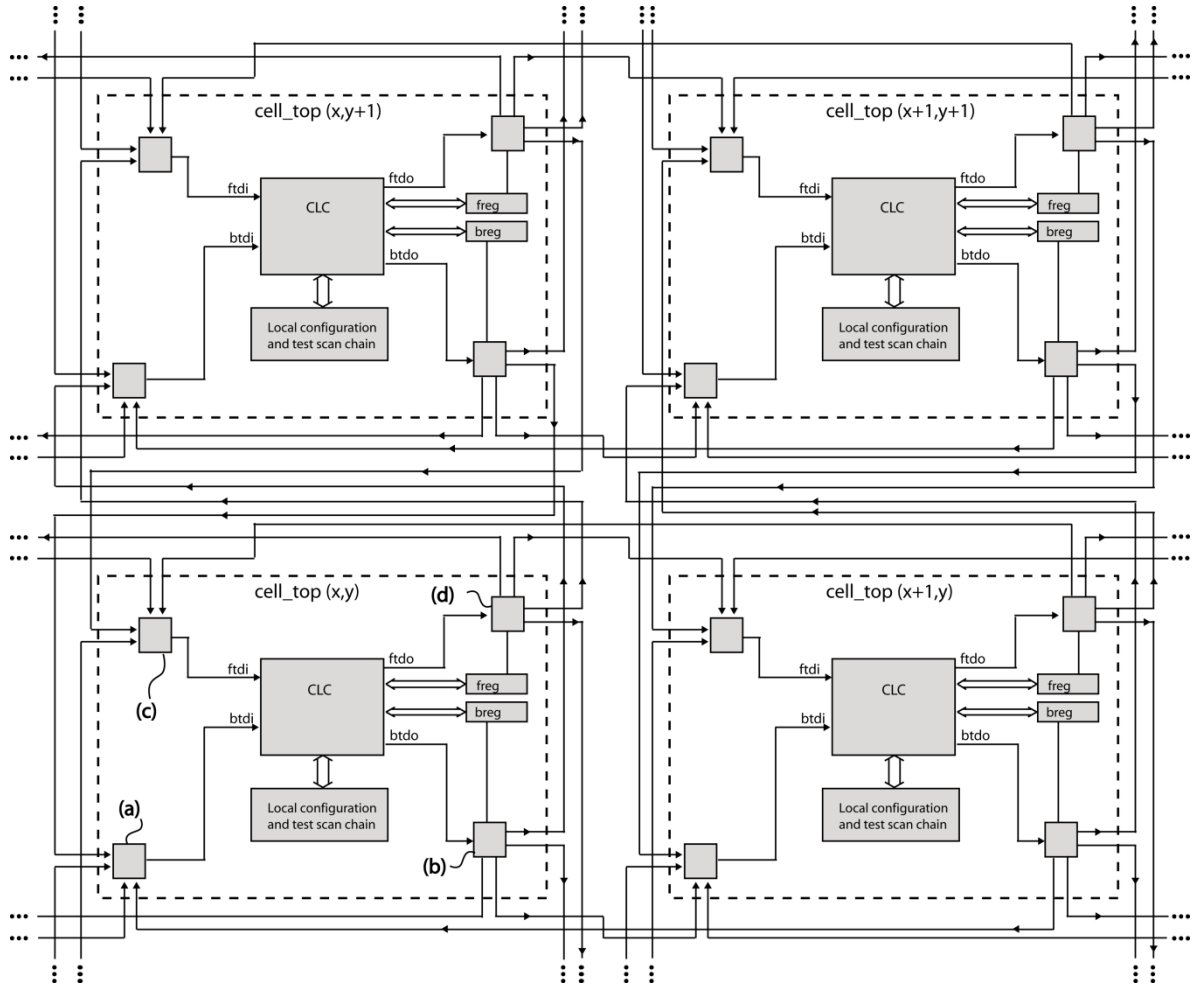 cell_top (x,y+1)
ftdi
btdi
CLC
ftdo
freg
breg
btdo
Local configuration
and test scan chain
cell_top (x+1,y+1)
ftdi
btdi
CLC
ftdo
freg
breg
btdo
Local configuration
and test scan chain
cell_top (x,y)
(d)
(c)
ftdi
btdi
CLC
ftdo
freg
breg
btdo
Local configuration
and test scan chain
(a)
(b)
cell_top (x+1,y)
ftdi
btdi
CLC
ftdo
freg
breg
btdo
Local configuration
and test scan chain